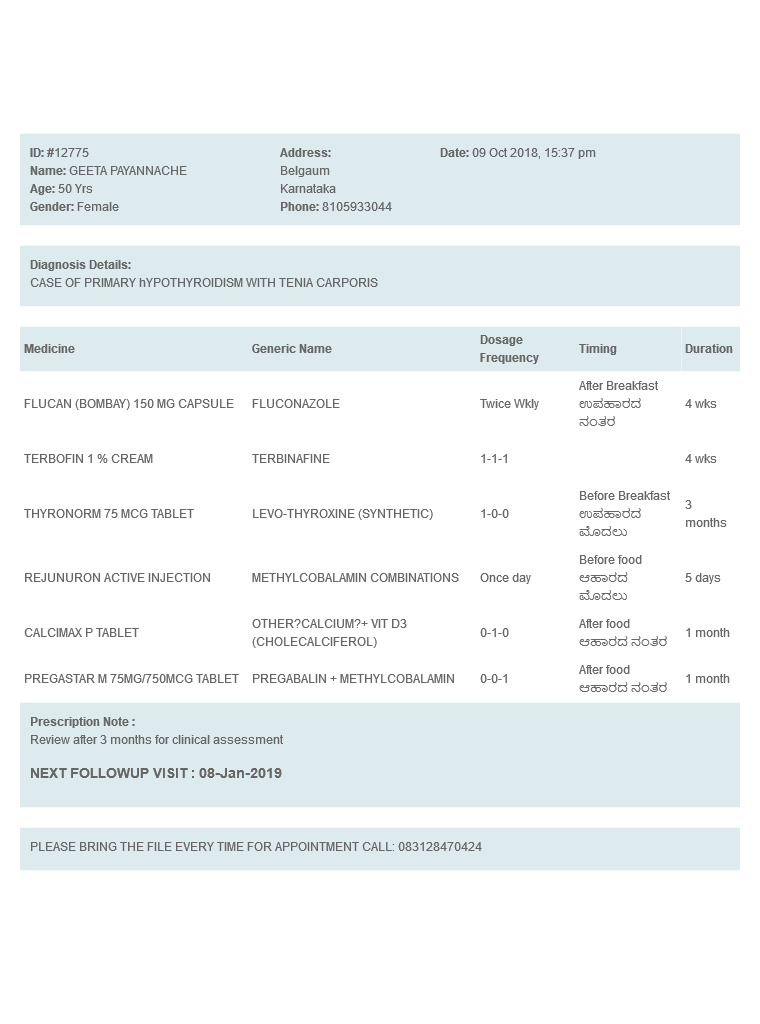 ID: #12775
Name: GEETA PAYANNACHE
Age: 50 Yrs
Gender: Female
Address:
Belgaum
Karnataka
Phone: 8105933044
Date: 09 Oct 2018, 15:37 pm
Diagnosis Details:
CASE OF PRIMARY hYPOTHYROIDISM WITH TENIA CARPORIS
Medicine Generic Name Dosage Frequency Timing Duration
FLUCAN (BOMBAY) 150 MG CAPSULE FLUCONAZOLE Twice Wkly After Breakfast 4 wks
ಉಪಹಾರದ
ನಂತರ
TERBOFIN 1 % CREAM TERBINAFINE 1-1-1 4 wks
THYRONORM 75 MCG TABLET LEVO-THYROXINE (SYNTHETIC) 1-0-0 Before Breakfast 3 months
ಉಪಹಾರದ
ಮೊದಲು
REJUNURON ACTIVE INJECTION METHYLCOBALAMIN COMBINATIONS Once day Before food 5 days
ಆಹಾರದ
ಮೊದಲು
CALCIMAX P TABLET OTHER?CALCIUM?+ VIT D3 (CHOLECALCIFEROL) 0-1-0 After food 1 month
ಆಹಾರದ ನಂತರ
PREGASTAR M 75MG/750MCG TABLET PREGABALIN + METHYLCOBALAMIN 0-0-1 After food 1 month
ಆಹಾರದ ನಂತರ
Prescription Note :
Review after 3 months for clinical assessment
NEXT FOLLOWUP VISIT : 08-Jan-2019
PLEASE BRING THE FILE EVERY TIME FOR APPOINTMENT CALL: 083128470424